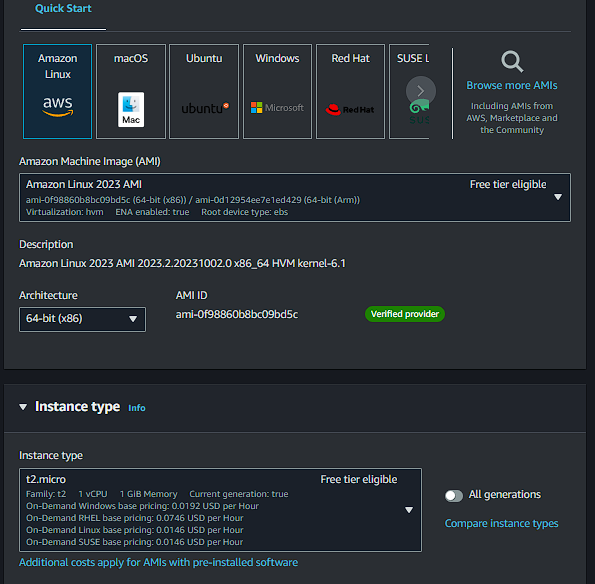 Quick Start
Amazon
Linux
aws
macOS
Mac
Ubuntu
ubuntu
Windows
Microsoft
Red Hat
Red Hat
SUSE L
Browse more AMIs
Including AMIs from
AWS, Marketplace and
the Community
Amazon Machine Image (AMI)
Amazon Linux 2023 AMI
Free tier eligible
ami-0f98860b8bc09bd5c (64-bit (x86)) / ami-0d12954ee7e1ed429 (64-bit (Arm))
Virtualization: hvm ENA enabled: true Root device type: ebs
Description
Amazon Linux 2023 AMI 2023.2.20231002.0 x86_64 HVM kernel-6.1
Architecture
AMI ID
64-bit (x86)
ami-0f98860b8bc09bd5c
Verified provider
Instance type Info
Instance type
t2.micro
Free tier eligible
Family: t2 1 vCPU 1 GiB Memory Current generation: true
On-Demand Windows base pricing: 0.0192 USD per Hour
On-Demand RHEL base pricing: 0.0746 USD per Hour
On-Demand Linux base pricing: 0.0146 USD per Hour
On-Demand SUSE base pricing: 0.0146 USD per Hour
All generations
Compare instance types
Additional costs apply for AMIs with pre-installed software